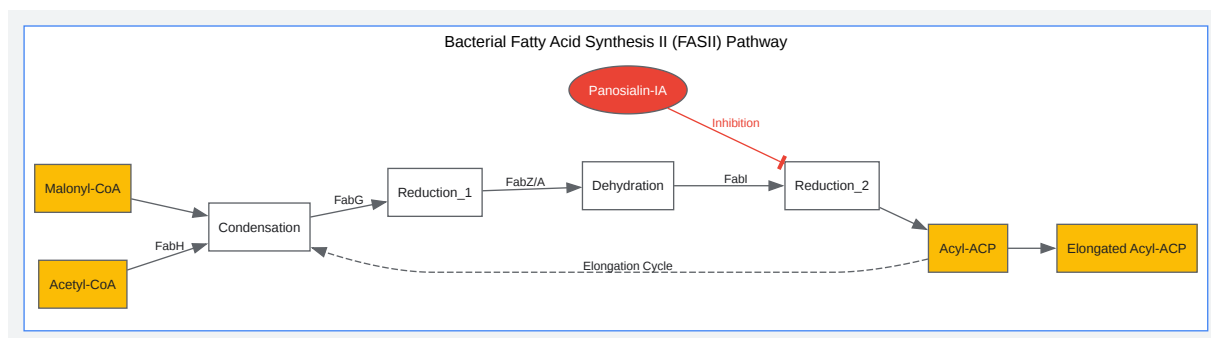 Bacterial Fatty Acid Synthesis II (FASII) Pathway
Panosialin-IA
Inhibition
Malonyl-CoA
FabG
Reduction_1
FabZ/A
Dehydration
FabI
Reduction_2
Condensation
FabH
Acetyl-CoA
Elongation Cycle
Acyl-ACP
Elongated Acyl-ACP